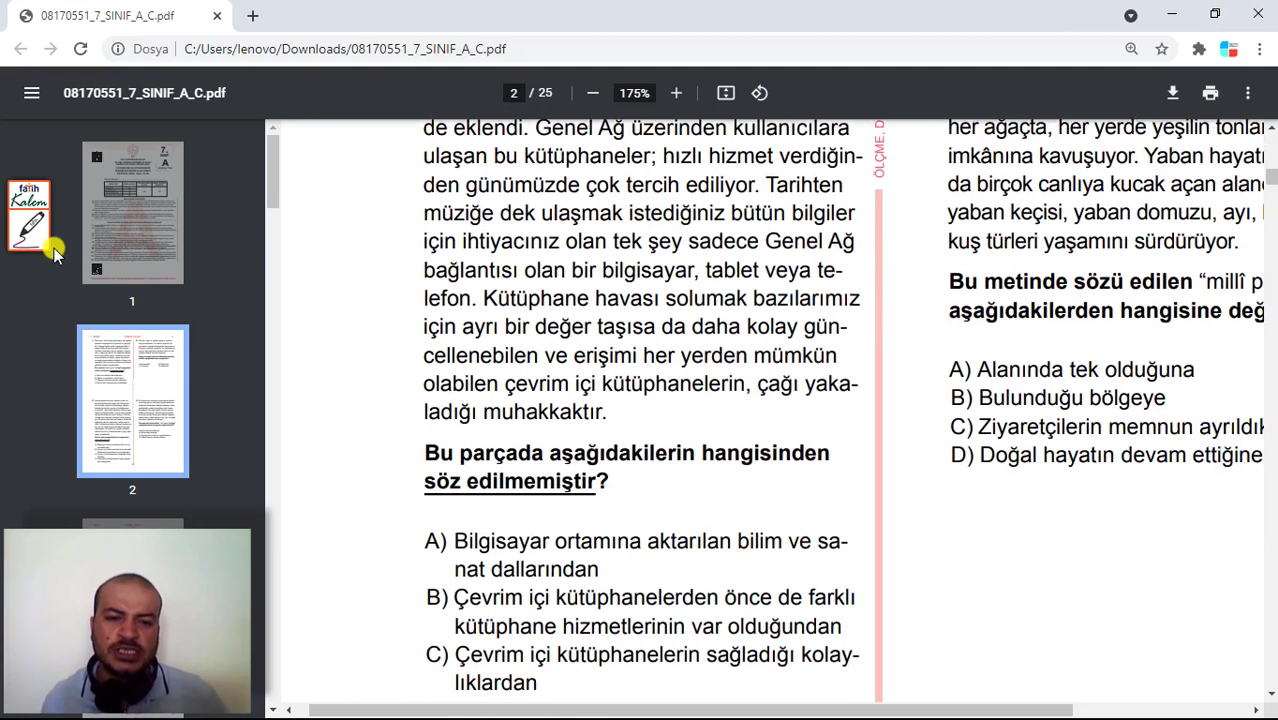 08170551_7_SINIF_A_C.pdf
Dosya
C:/Users/lenovo/Downloads/08170551_7_SINIF_A_C.pdf
08170551_7_SINIF_A_C.pdf
2 / 25
175%
fatih
Kalem
7.
A
1
2
de eklendi. Genel Ağ üzerinden kullanıcılara
ulaşan bu kütüphaneler; hızlı hizmet verdiğin-
den günümüzde çok tercih ediliyor. Tarihten
müziğe dek ulaşmak istediğiniz bütün bilgiler
için ihtiyacınız olan tek şey sadece Genel Ağ
bağlantısı olan bir bilgisayar, tablet veya te-
lefon. Kütüphane havası solumak bazılarımız
için ayrı bir değer taşısa da daha kolay gün-
cellenebilen ve erişimi her yerden mümkün
olabilen çevrim içi kütüphanelerin, çağı yaka-
ladığı muhakkaktır.
Bu parçada aşağıdakilerin hangisinden
söz edilmemiştir?
A) Bilgisayar ortamına aktarılan bilim ve sa-
nat dallarından
B) Çevrim içi kütüphanelerden önce de farklı
kütüphane hizmetlerinin var olduğundan
C) Çevrim içi kütüphanelerin sağladığı kolay-
lıklardan
ÖLÇME, D
her ağaçta, her yerde yeşilin tonla
imkânına kavuşuyor. Yaban hayat
da birçok canlıya kucak açan alan
yaban keçisi, yaban domuzu, ayı,
kuş türleri yaşamını sürdürüyor.
Bu metinde sözü edilen “millî p
aşağıdakilerden hangisine değ
A) Alanında tek olduğuna
B) Bulunduğu bölgeye
C) Ziyaretçilerin memnun ayrıldık
D) Doğal hayatın devam ettiğine